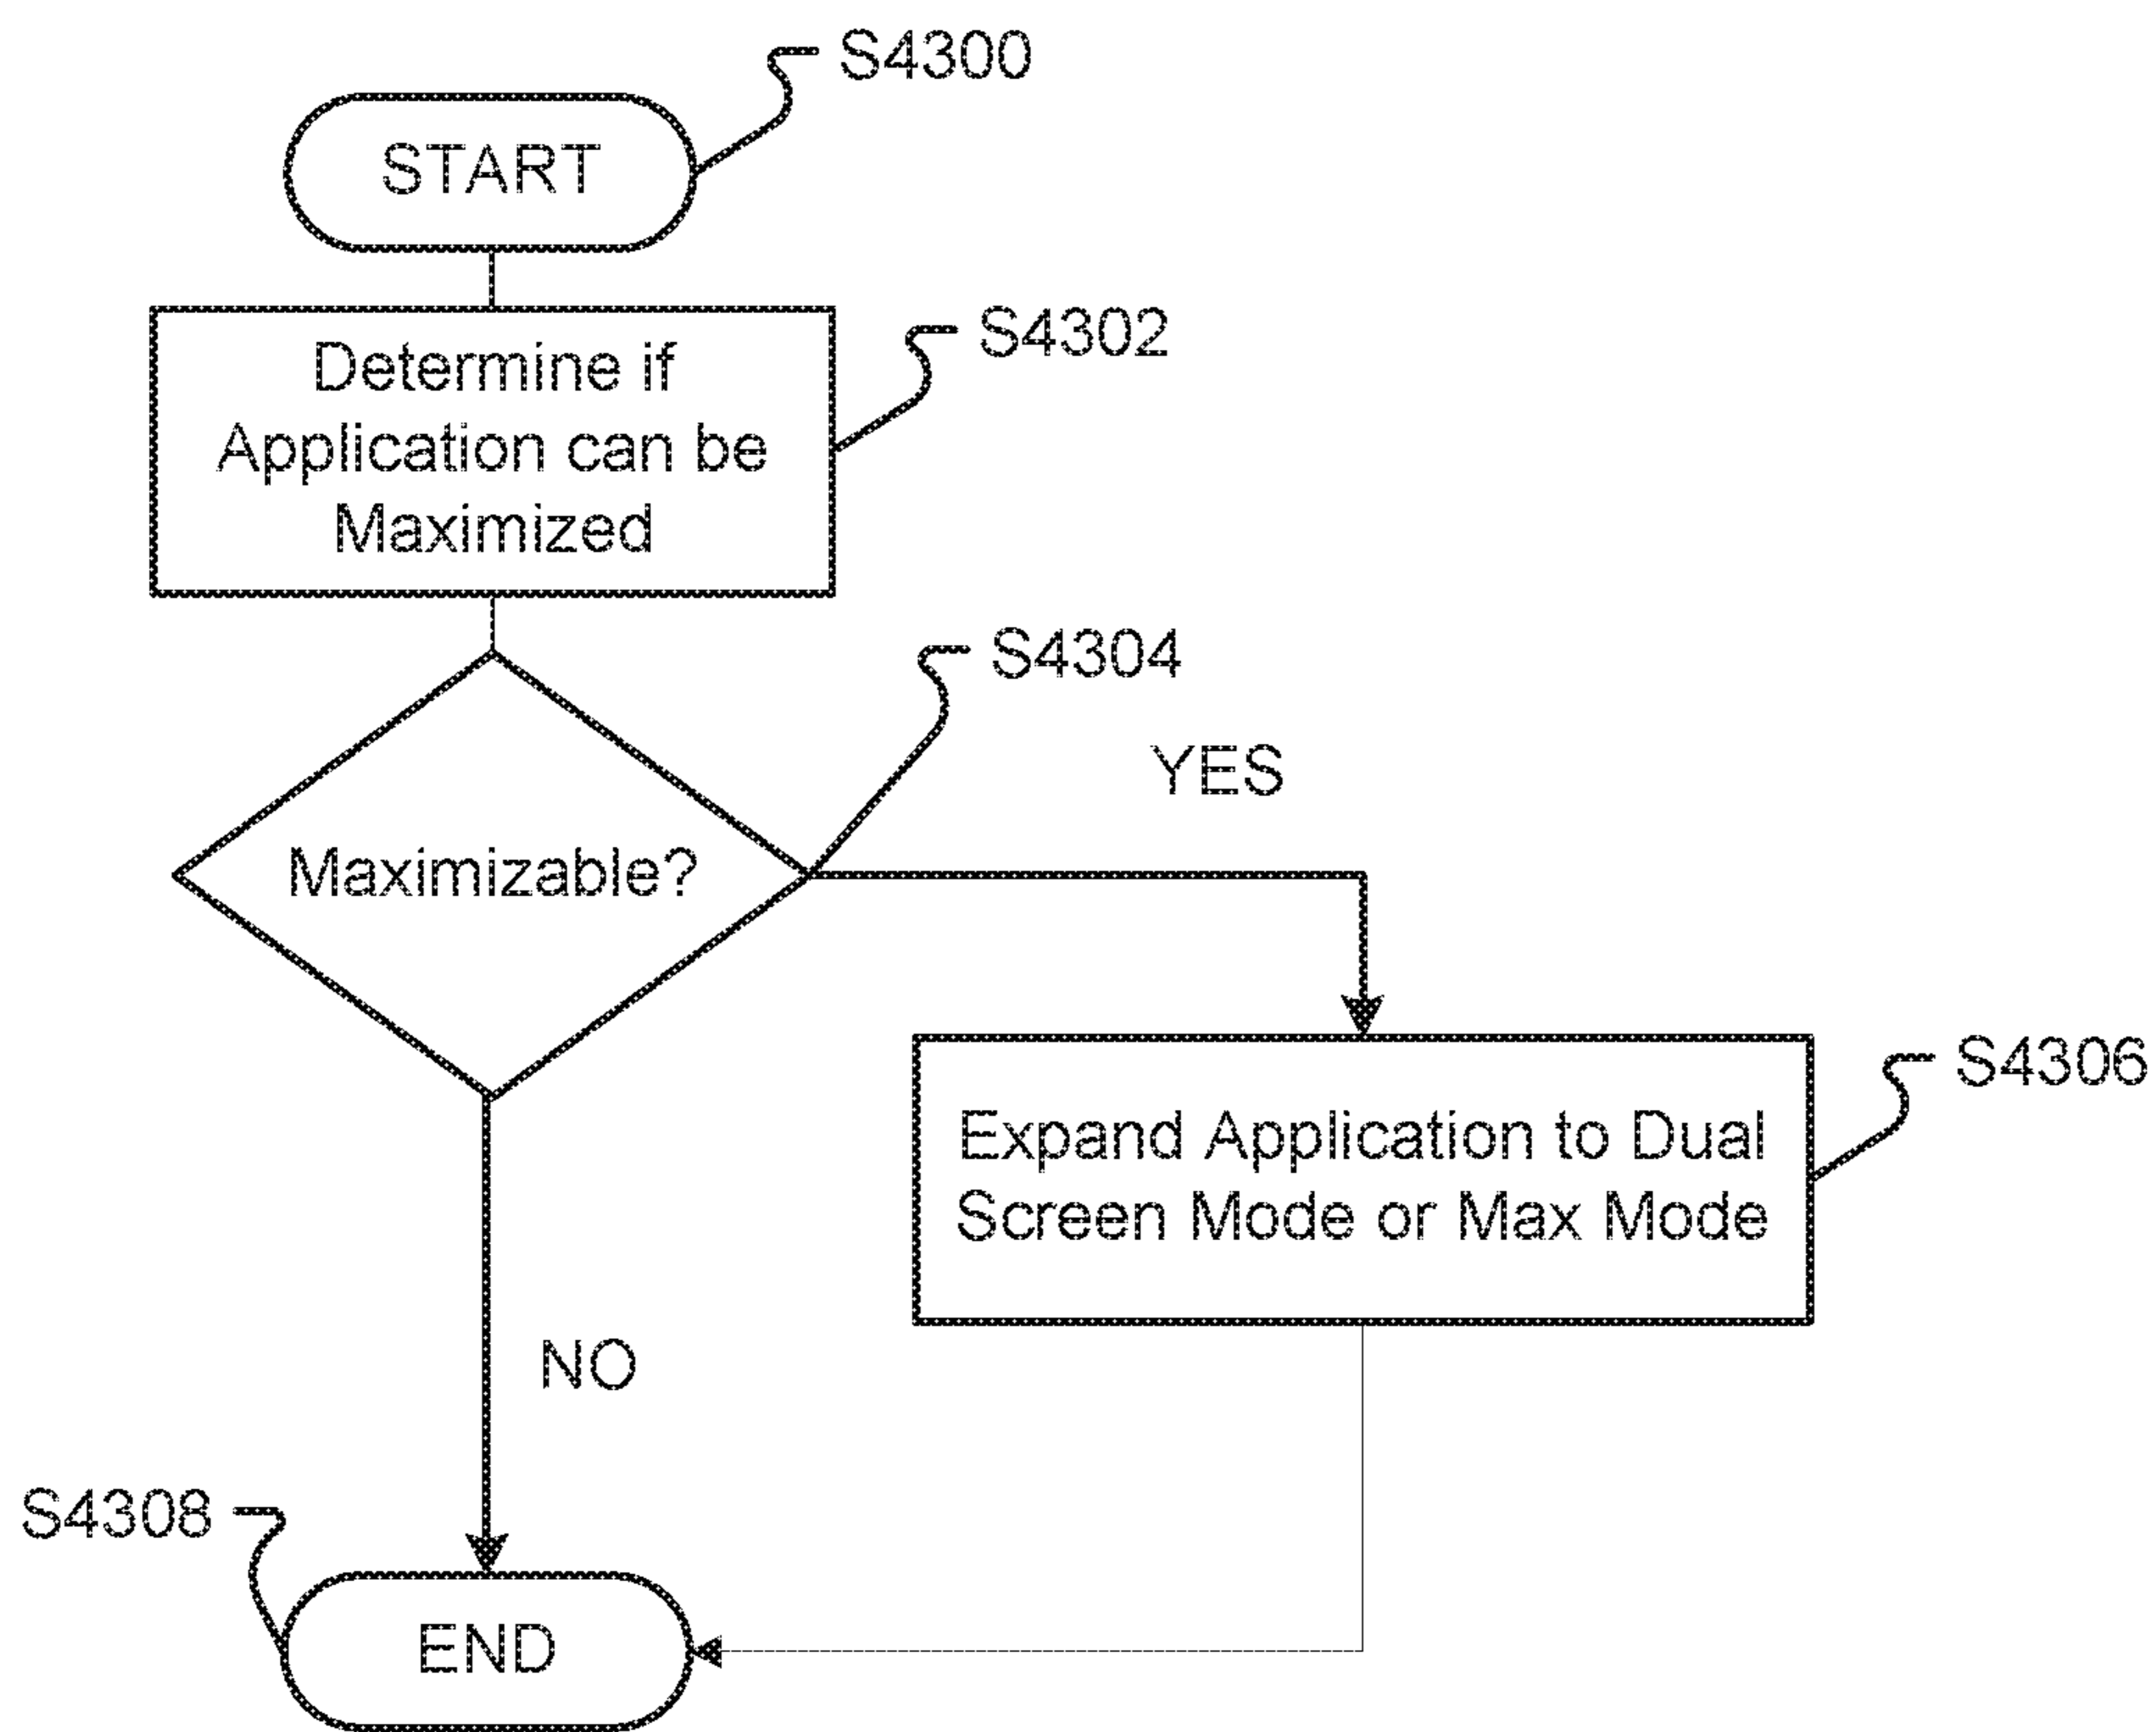 S4300
START
S4302
Determine if
Application can be
Maximized
S4304
YES
Maximizable?
S4306
Expand Application to Dual
Screen Mode or Max Mode
NO
S4308
END